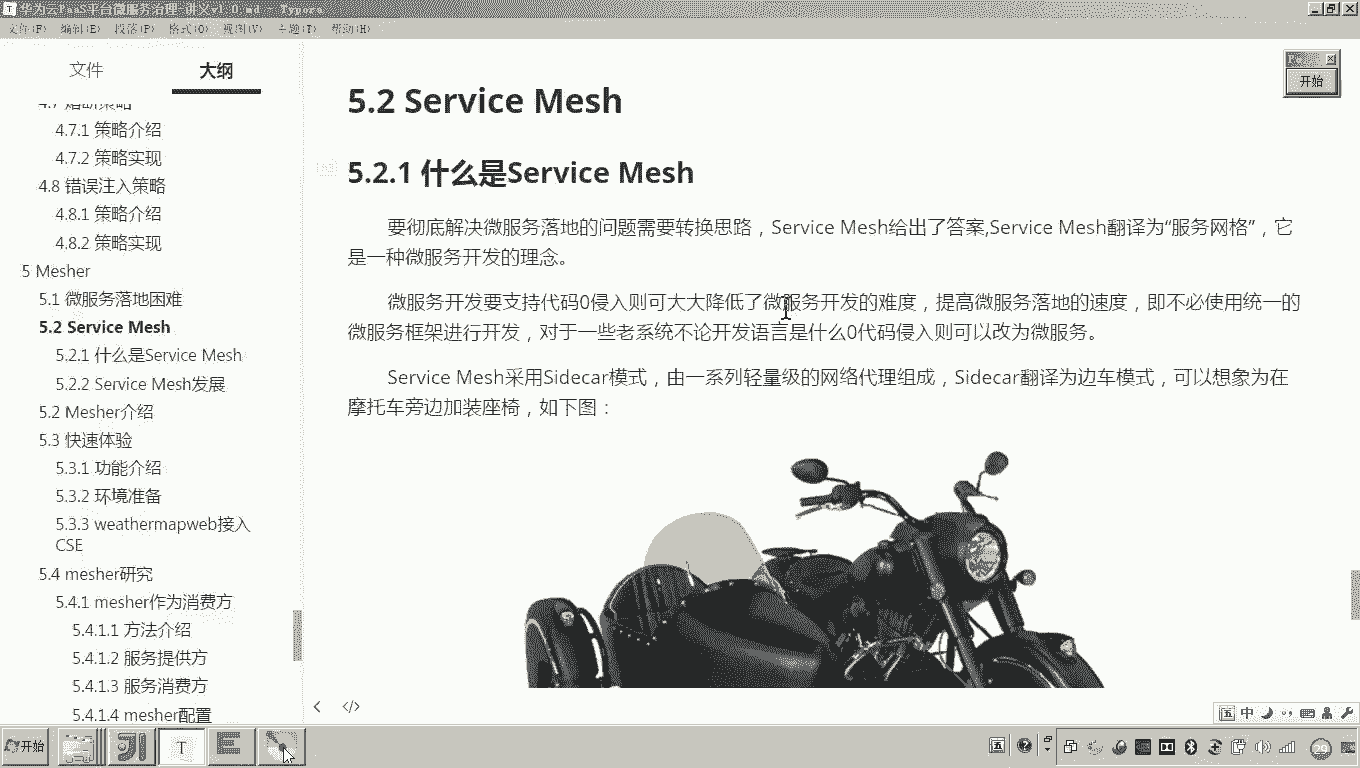 华为云PaaS平台微服务治理-讲义v1.0.md - Typora
文件(F) 编辑(E) 段落(P) 格式(O) 视图(V) 主题(T) 帮助(H)
文件 大纲
4.7 熔断策略
4.7.1 策略介绍
4.7.2 策略实现
4.8 错误注入策略
4.8.1 策略介绍
4.8.2 策略实现
5 Mesher
5.1 微服务落地困难
5.2 Service Mesh
5.2.1 什么是Service Mesh
5.2.2 Service Mesh发展
5.2 Mesher介绍
5.3 快速体验
5.3.1 功能介绍
5.3.2 环境准备
5.3.3 weathermapweb接入
CSE
5.4 mesher研究
5.4.1 mesher作为消费方
5.4.1.1 方法介绍
5.4.1.2 服务提供方
5.4.1.3 服务消费方
5.4.1.4 mesher配置
5.2 Service Mesh
5.2.1 什么是Service Mesh
要彻底解决微服务落地的问题需要转换思路，Service Mesh给出了答案,Service Mesh翻译为“服务网格”，它
是一种微服务开发的理念。
微服务开发要支持代码0侵入则可大大降低了微服务开发的难度，提高微服务落地的速度，即不必使用统一的
微服务框架进行开发，对于一些老系统不论开发语言是什么0代码侵入则可以改为微服务。
Service Mesh采用Sidecar模式，由一系列轻量级的网络代理组成，Sidecar翻译为边车模式，可以想象为在
摩托车旁边加装座椅，如下图：
开始
五 中
开始
T
五
29